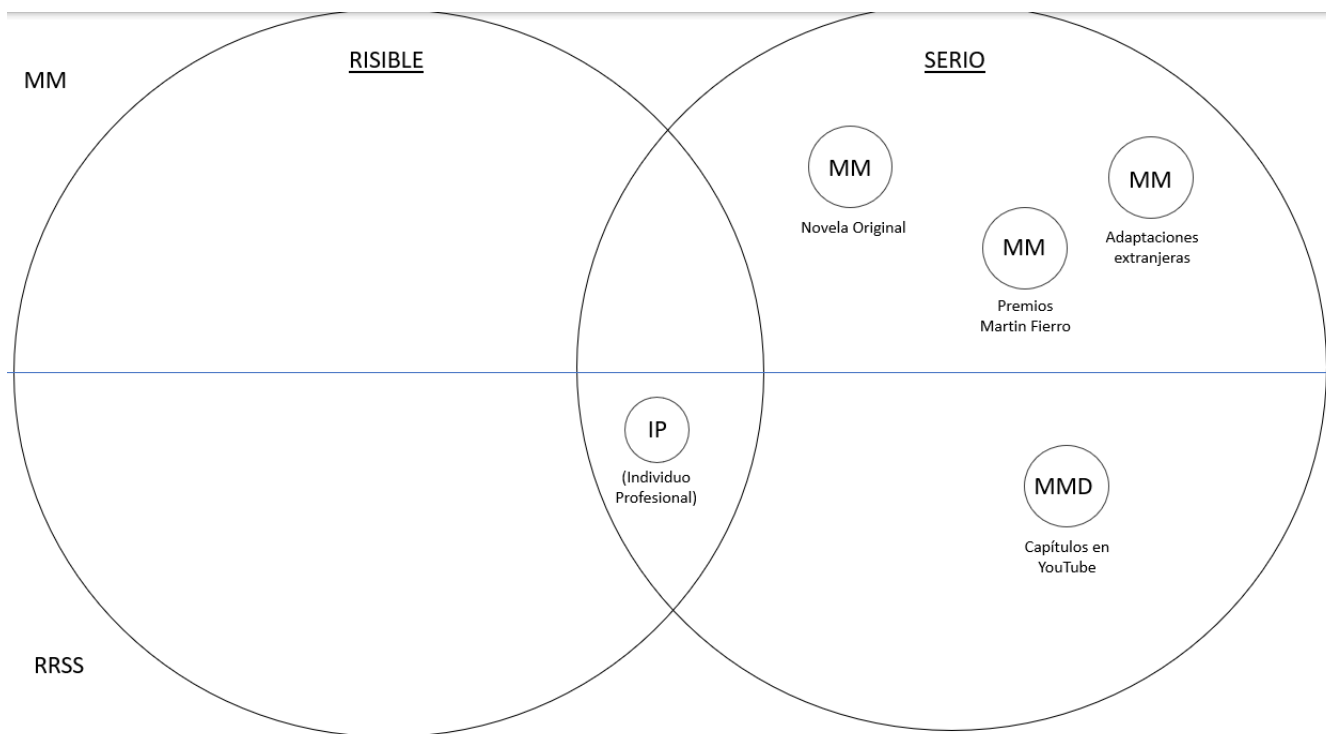 RISIBLE
SERIO
MM
MM
Novela Original
MM
Adaptaciones
extranjeras
MM
Premios
Martin Fierro
IP
(Individuo
Profesional)
MMD
Capítulos en
YouTube
RRSS